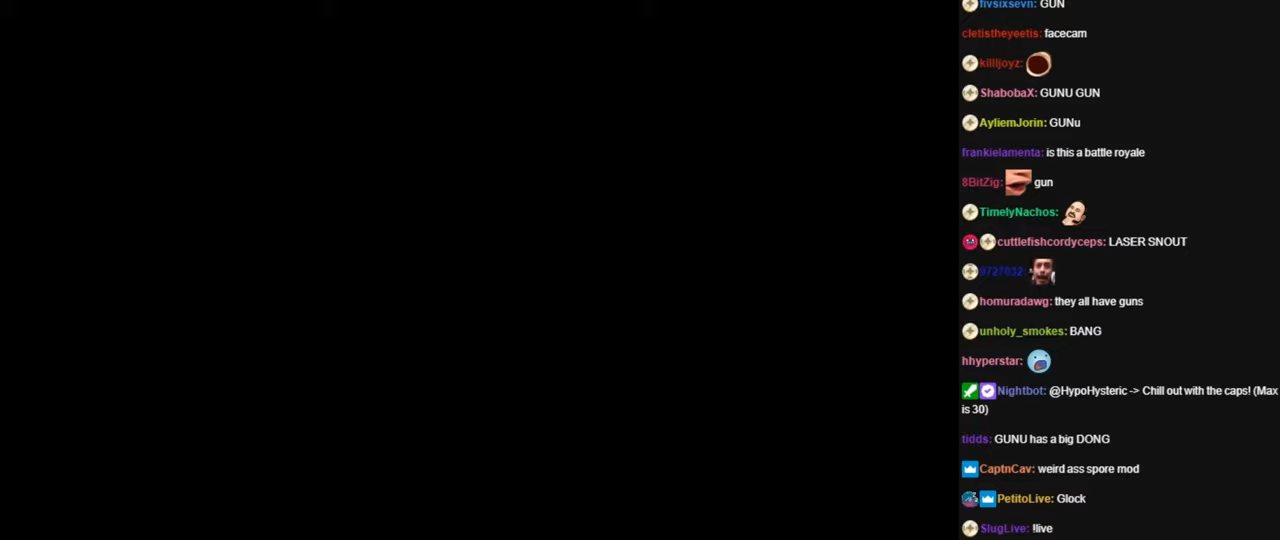 fivsixsevn: GUN
cletistheyeetis: facecam
killljoyz:
ShabobaX: GUNU GUN
AyliemJorin: GUNu
frankielamenta: is this a battle royale
8BitZig: gun
TimelyNachos:
cuttlefishcordyceps: LASER SNOUT
9727032:
homuradawg: they all have guns
unholy_smokes: BANG
hhyperstar:
Nightbot: @HypoHysteric -> Chill out with the caps! (Max
is 30)
tidds: GUNU has a big DONG
CaptnCav: weird ass spore mod
PetitoLive: Glock
SlugLive: !live